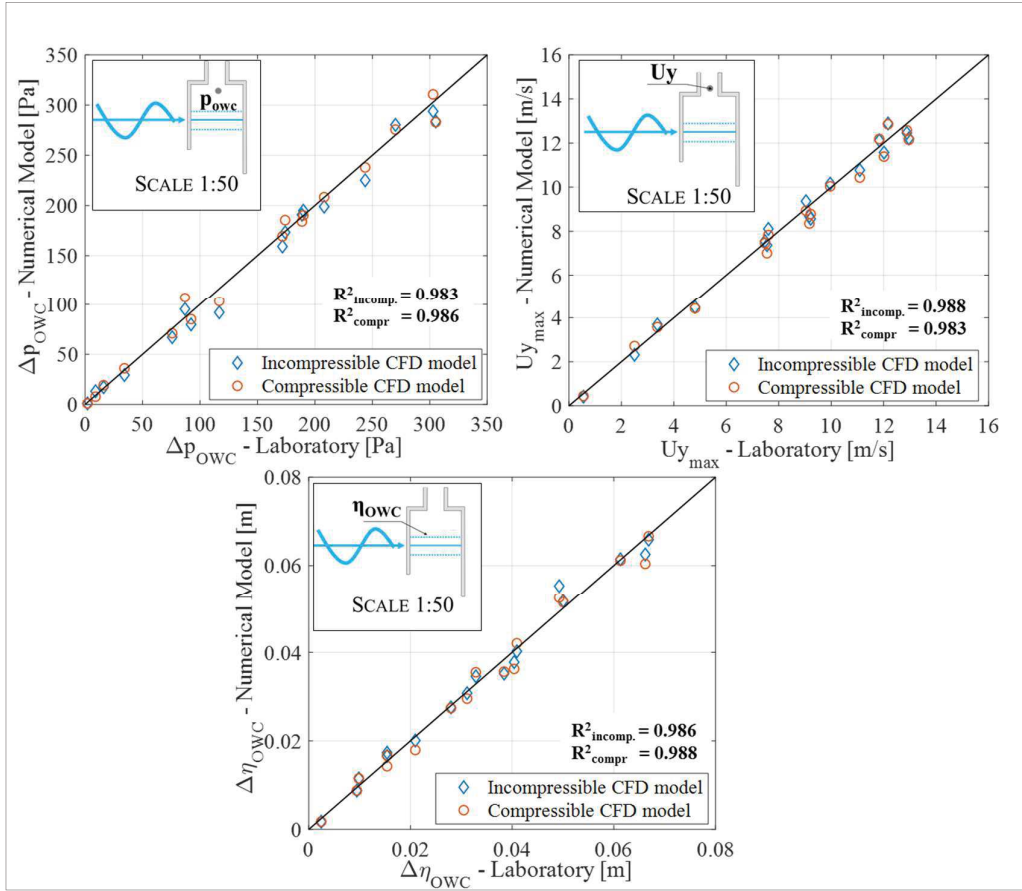 350
300
250
200
150
100
50
0
Δp_OWC - Numerical Model [Pa]
p_owc
SCALE 1:50
R²_incomp. = 0.983
R²_compr = 0.986
Incompressible CFD model
Compressible CFD model
0 50 100 150 200 250 300 350
Δp_OWC - Laboratory [Pa]
16
14
12
10
8
6
4
2
0
Uy_max - Numerical Model [m/s]
Uy
SCALE 1:50
R²_incomp. = 0.988
R²_compr = 0.983
Incompressible CFD model
Compressible CFD model
0 2 4 6 8 10 12 14 16
Uy_max - Laboratory [m/s]
0.08
0.06
0.04
0.02
0
Δη_OWC - Numerical Model [m]
η_OWC
SCALE 1:50
R²_incomp. = 0.986
R²_compr = 0.988
Incompressible CFD model
Compressible CFD model
0 0.02 0.04 0.06 0.08
Δη_OWC - Laboratory [m]